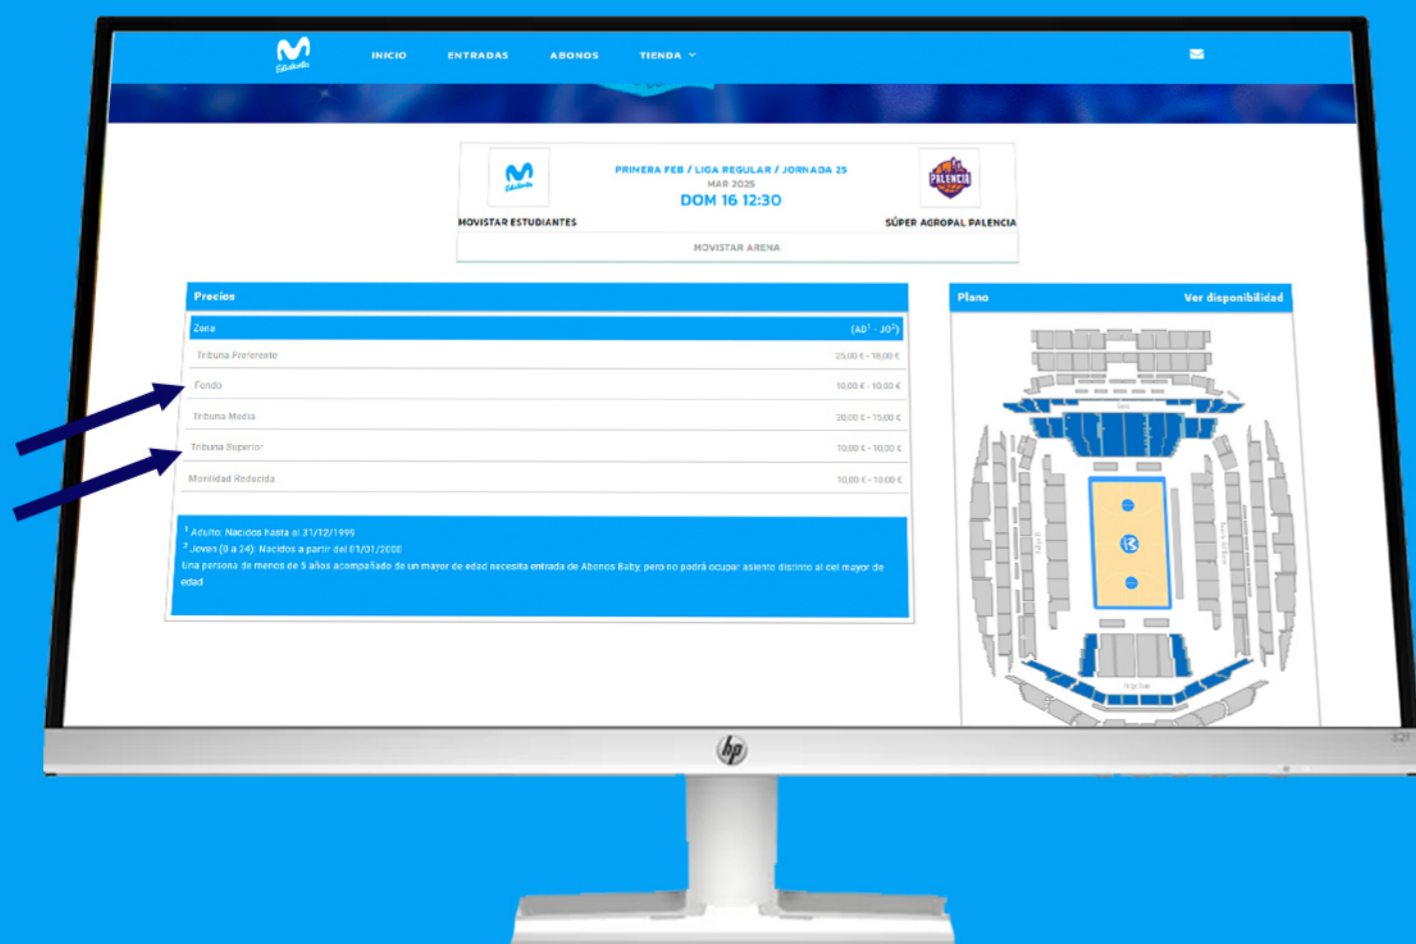 Estudiantes
INICIO ENTRADAS ABONOS TIENDA
PRIMERA FEB / LIGA REGULAR / JORNADA 25
MAR 2025
DOM 16 12:30
Estudiantes
PALENCIA
MOVISTAR ESTUDIANTES
SÚPER AGROPAL PALENCIA
MOVISTAR ARENA
Precios
Zona (AD¹ - JO²)
Tribuna Preferente 25,00 € - 18,00 €
Fondo 10,00 € - 10,00 €
Tribuna Media 20,00 € - 15,00 €
Tribuna Superior 10,00 € - 10,00 €
Movilidad Reducida 10,00 € - 10,00 €
¹ Adulto: Nacidos hasta el 31/12/1999
² Joven (0 a 24): Nacidos a partir del 01/01/2000
Una persona de menos de 5 años acompañado de un mayor de edad necesita entrada de Abonos Baby, pero no podrá ocupar asiento distinto al del mayor de
edad
Plano Ver disponibilidad
hp